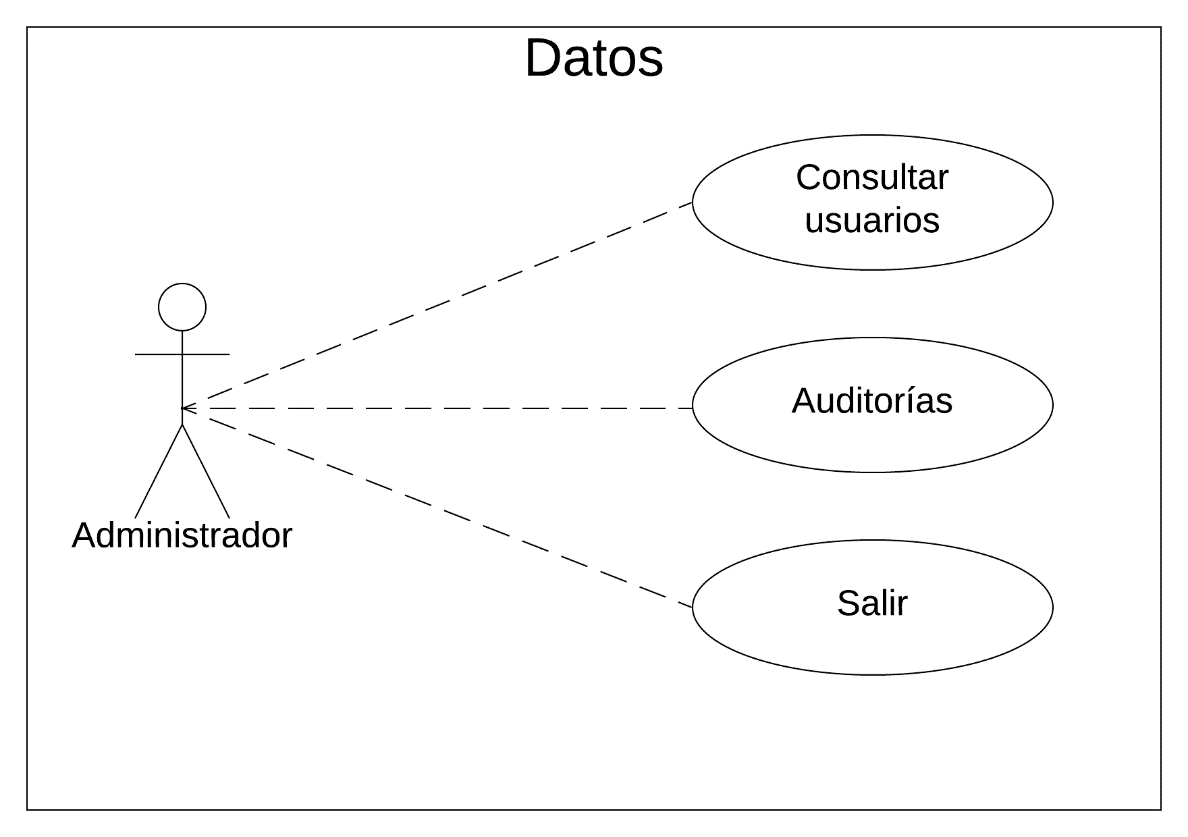 Datos
Consultar
usuarios
Auditorías
Administrador
Salir